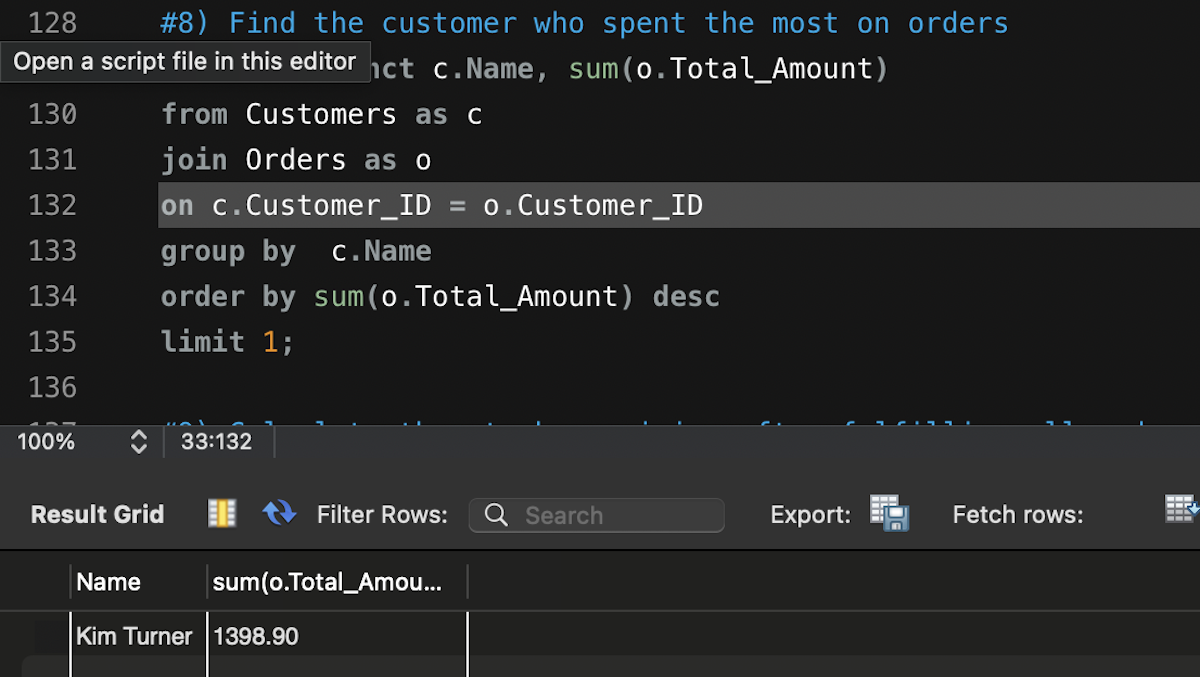 128 #8) Find the customer who spent the most on orders
Open a script file in this editor
nct c.Name, sum(o.Total_Amount)
130 from Customers as c
131 join Orders as o
132 on c.Customer_ID = o.Customer_ID
133 group by  c.Name
134 order by sum(o.Total_Amount) desc
135 limit 1;
136
100% 33:132
Result Grid Filter Rows: Search Export: Fetch rows:
Name sum(o.Total_Amou...
Kim Turner 1398.90